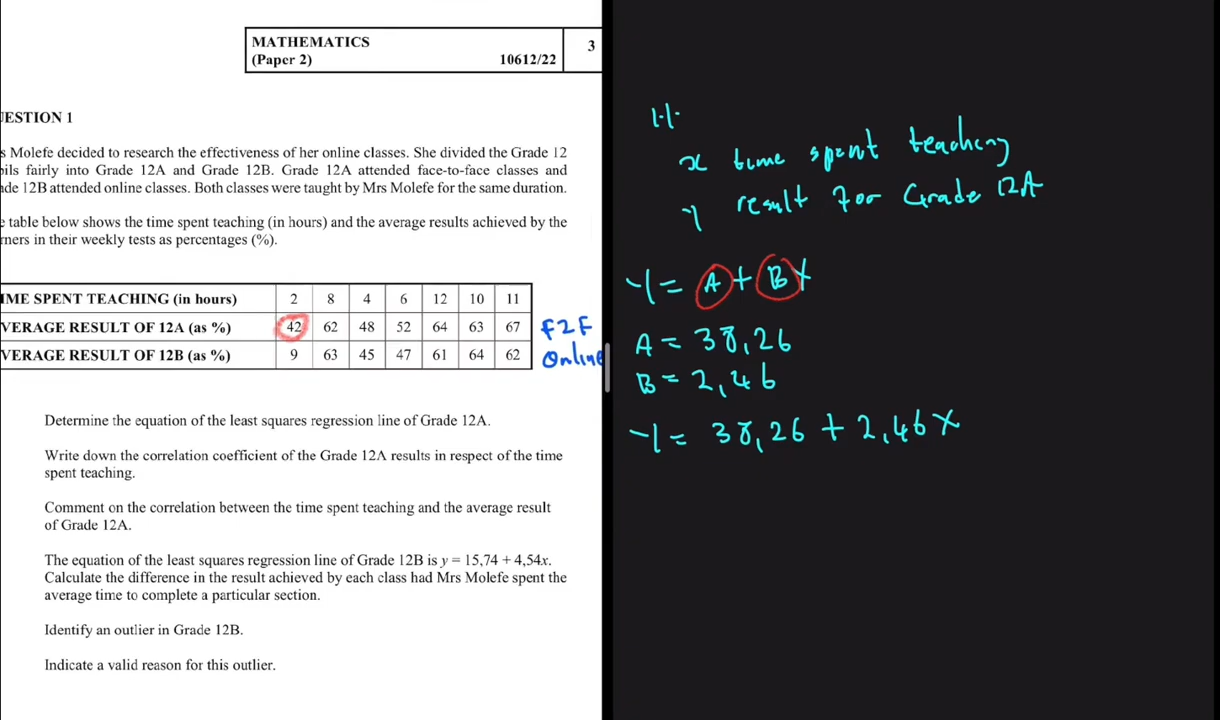 MATHEMATICS
(Paper 2) 10612/22
3
ESTION 1
s Molefe decided to research the effectiveness of her online classes. She divided the Grade 12
ils fairly into Grade 12A and Grade 12B. Grade 12A attended face-to-face classes and
de 12B attended online classes. Both classes were taught by Mrs Molefe for the same duration.
e table below shows the time spent teaching (in hours) and the average results achieved by the
rners in their weekly tests as percentages (%).
IME SPENT TEACHING (in hours) 2 8 4 6 12 10 11
VERAGE RESULT OF 12A (as %) 42 62 48 52 64 63 67 F2F
VERAGE RESULT OF 12B (as %) 9 63 45 47 61 64 62 Online
Determine the equation of the least squares regression line of Grade 12A.
Write down the correlation coefficient of the Grade 12A results in respect of the time
spent teaching.
Comment on the correlation between the time spent teaching and the average result
of Grade 12A.
The equation of the least squares regression line of Grade 12B is y = 15,74 + 4,54x.
Calculate the difference in the result achieved by each class had Mrs Molefe spent the
average time to complete a particular section.
Identify an outlier in Grade 12B.
Indicate a valid reason for this outlier.
1.1.
x time spent teaching
y result for Grade 12A
y = A + Bx
A = 38,26
B = 2,46
y = 38,26 + 2,46x